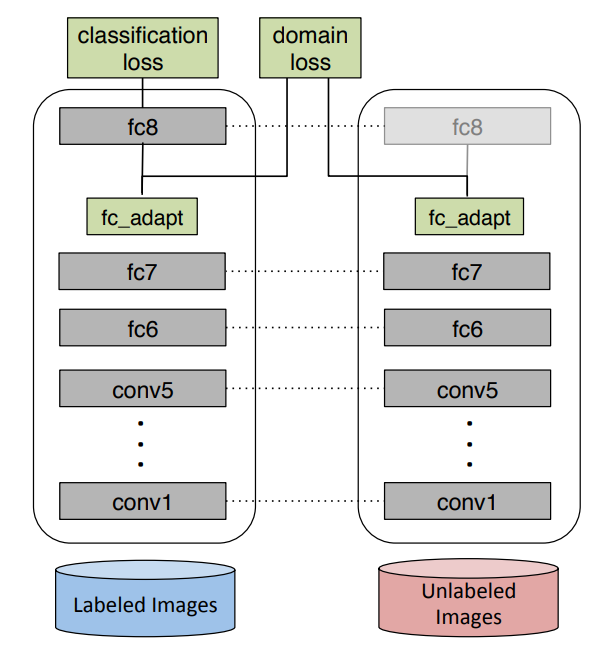 classification
loss
domain
loss
fc8
fc8
fc_adapt
fc_adapt
fc7
fc7
fc6
fc6
conv5
conv5
conv1
conv1
Labeled Images
Unlabeled
Images